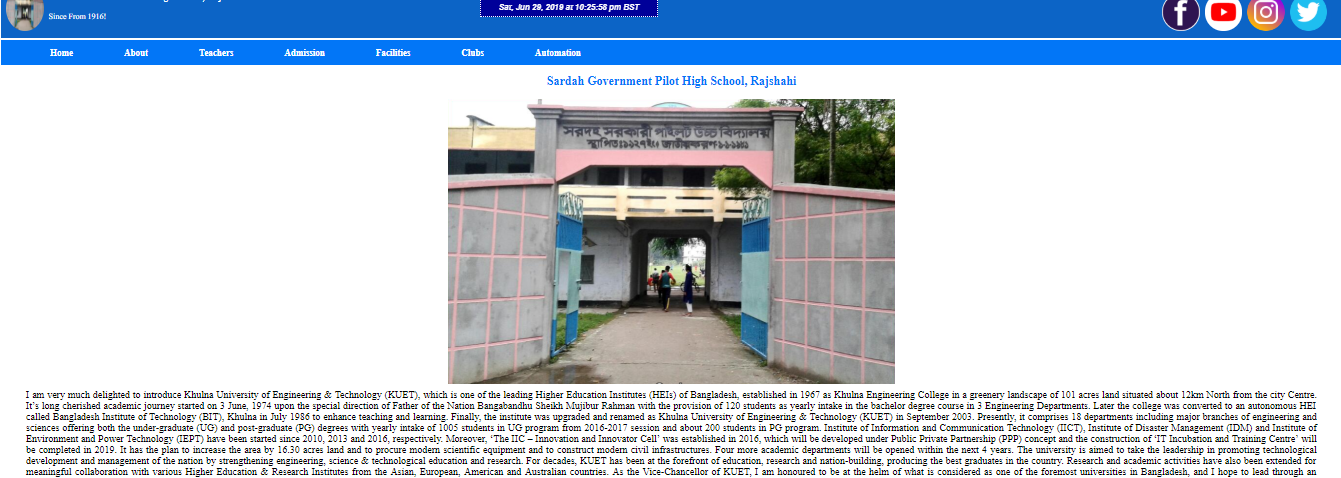 Since From 1916!
Sat, Jun 29, 2019 at 10:25:58 pm BST
Home About Teachers Admission Facilities Clubs Automation
Sardah Government Pilot High School, Rajshahi
সরদহ সরকারী পাইলট উচ্চ বিদ্যালয়
I am very much delighted to introduce Khulna University of Engineering & Technology (KUET), which is one of the leading Higher Education Institutes (HEIs) of Bangladesh, established in 1967 as Khulna Engineering College in a greenery landscape of 101 acres land situated about 12km North from the city Centre.
It's long cherished academic journey started on 3 June, 1974 upon the special direction of Father of the Nation Bangabandhu Sheikh Mujibur Rahman with the provision of 120 students as yearly intake in the bachelor degree course in 3 Engineering Departments. Later the college was converted to an autonomous HEI
called Bangladesh Institute of Technology (BIT), Khulna in July 1986 to enhance teaching and learning. Finally, the institute was upgraded and renamed as Khulna University of Engineering & Technology (KUET) in September 2003. Presently, it comprises 18 departments including major branches of engineering and
sciences offering both the under-graduate (UG) and post-graduate (PG) degrees with yearly intake of 1005 students in UG program from 2016-2017 session and about 200 students in PG program. Institute of Information and Communication Technology (IICT), Institute of Disaster Management (IDM) and Institute of
Environment and Power Technology (IEPT) have been started since 2010, 2013 and 2016, respectively. Moreover, 'The IIC – Innovation and Innovator Cell' was established in 2016, which will be developed under Public Private Partnership (PPP) concept and the construction of 'IT Incubation and Training Centre' will
be completed in 2019. It has the plan to increase the area by 16.30 acres land and to procure modern scientific equipment and to construct modern civil infrastructures. Four more academic departments will be opened within the next 4 years. The university is aimed to take the leadership in promoting technological
development and management of the nation by strengthening engineering, science & technological education and research. For decades, KUET has been at the forefront of education, research and nation-building, producing the best graduates in the country. Research and academic activities have also been extended for
meaningful collaboration with various Higher Education & Research Institutes from the Asian, European, American and Australian countries. As the Vice-Chancellor of KUET, I am honoured to be at the helm of what is considered as one of the foremost universities in Bangladesh, and I hope to lead through an